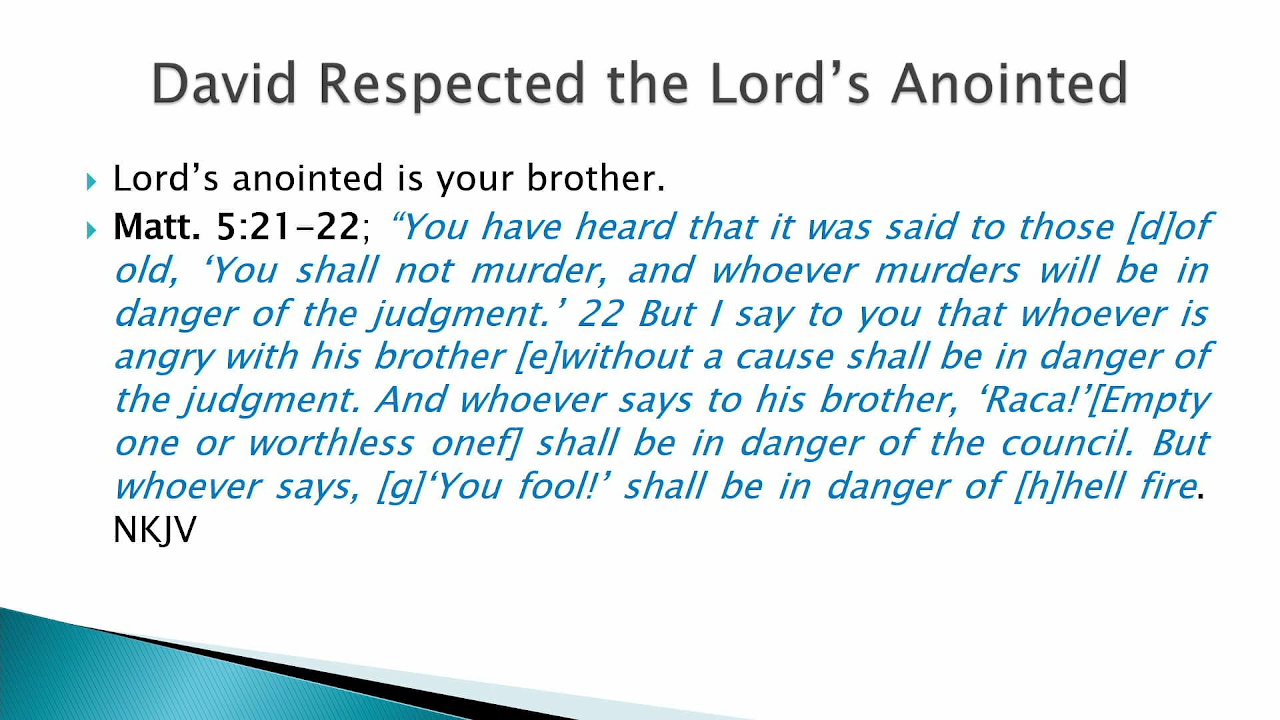 David Respected the Lord’s Anointed
Lord’s anointed is your brother.
Matt. 5:21-22; “You have heard that it was said to those [d]of
old, ‘You shall not murder, and whoever murders will be in
danger of the judgment.’ 22 But I say to you that whoever is
angry with his brother [e]without a cause shall be in danger of
the judgment. And whoever says to his brother, ‘Raca!’[Empty
one or worthless onef] shall be in danger of the council. But
whoever says, [g]‘You fool!’ shall be in danger of [h]hell fire.
NKJV